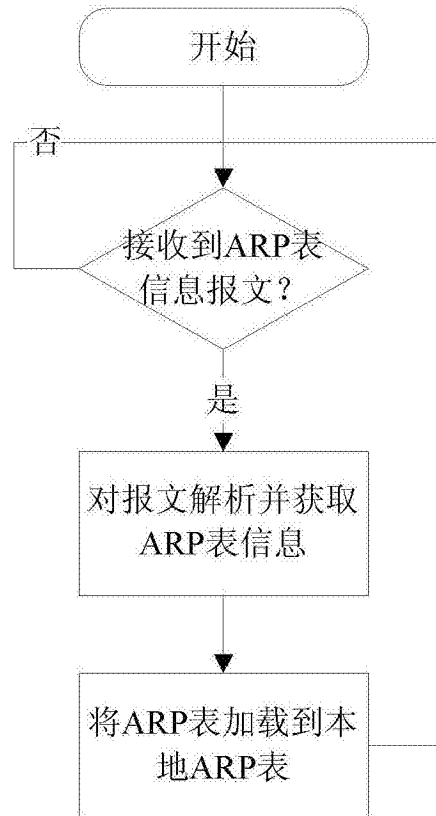 开始
否
接收到ARP表
信息报文？
是
对报文解析并获取
ARP表信息
将ARP表加载到本
地ARP表